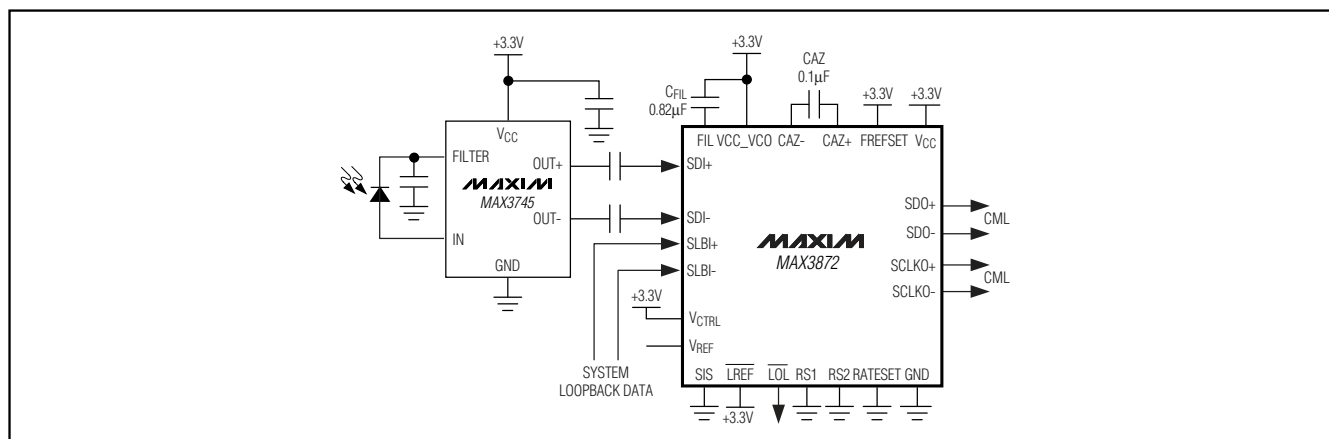 +3.3V
VCC
FILTER
OUT+
MAXIM
MAX3745
OUT-
IN
GND
+3.3V
CFIL
0.82µF
CAZ
0.1µF
+3.3V
+3.3V
FIL
VCC_VCO
CAZ-
CAZ+
FREFSET
VCC
SDI+
SDI-
SLBI+
SLBI-
MAXIM
MAX3872
SDO+
SDO-
CML
SCLKO+
SCLKO-
CML
+3.3V
VCTRL
VREF
SYSTEM
LOOPBACK DATA
SIS
LREF
LOL
RS1
RS2
RATESET
GND
+3.3V